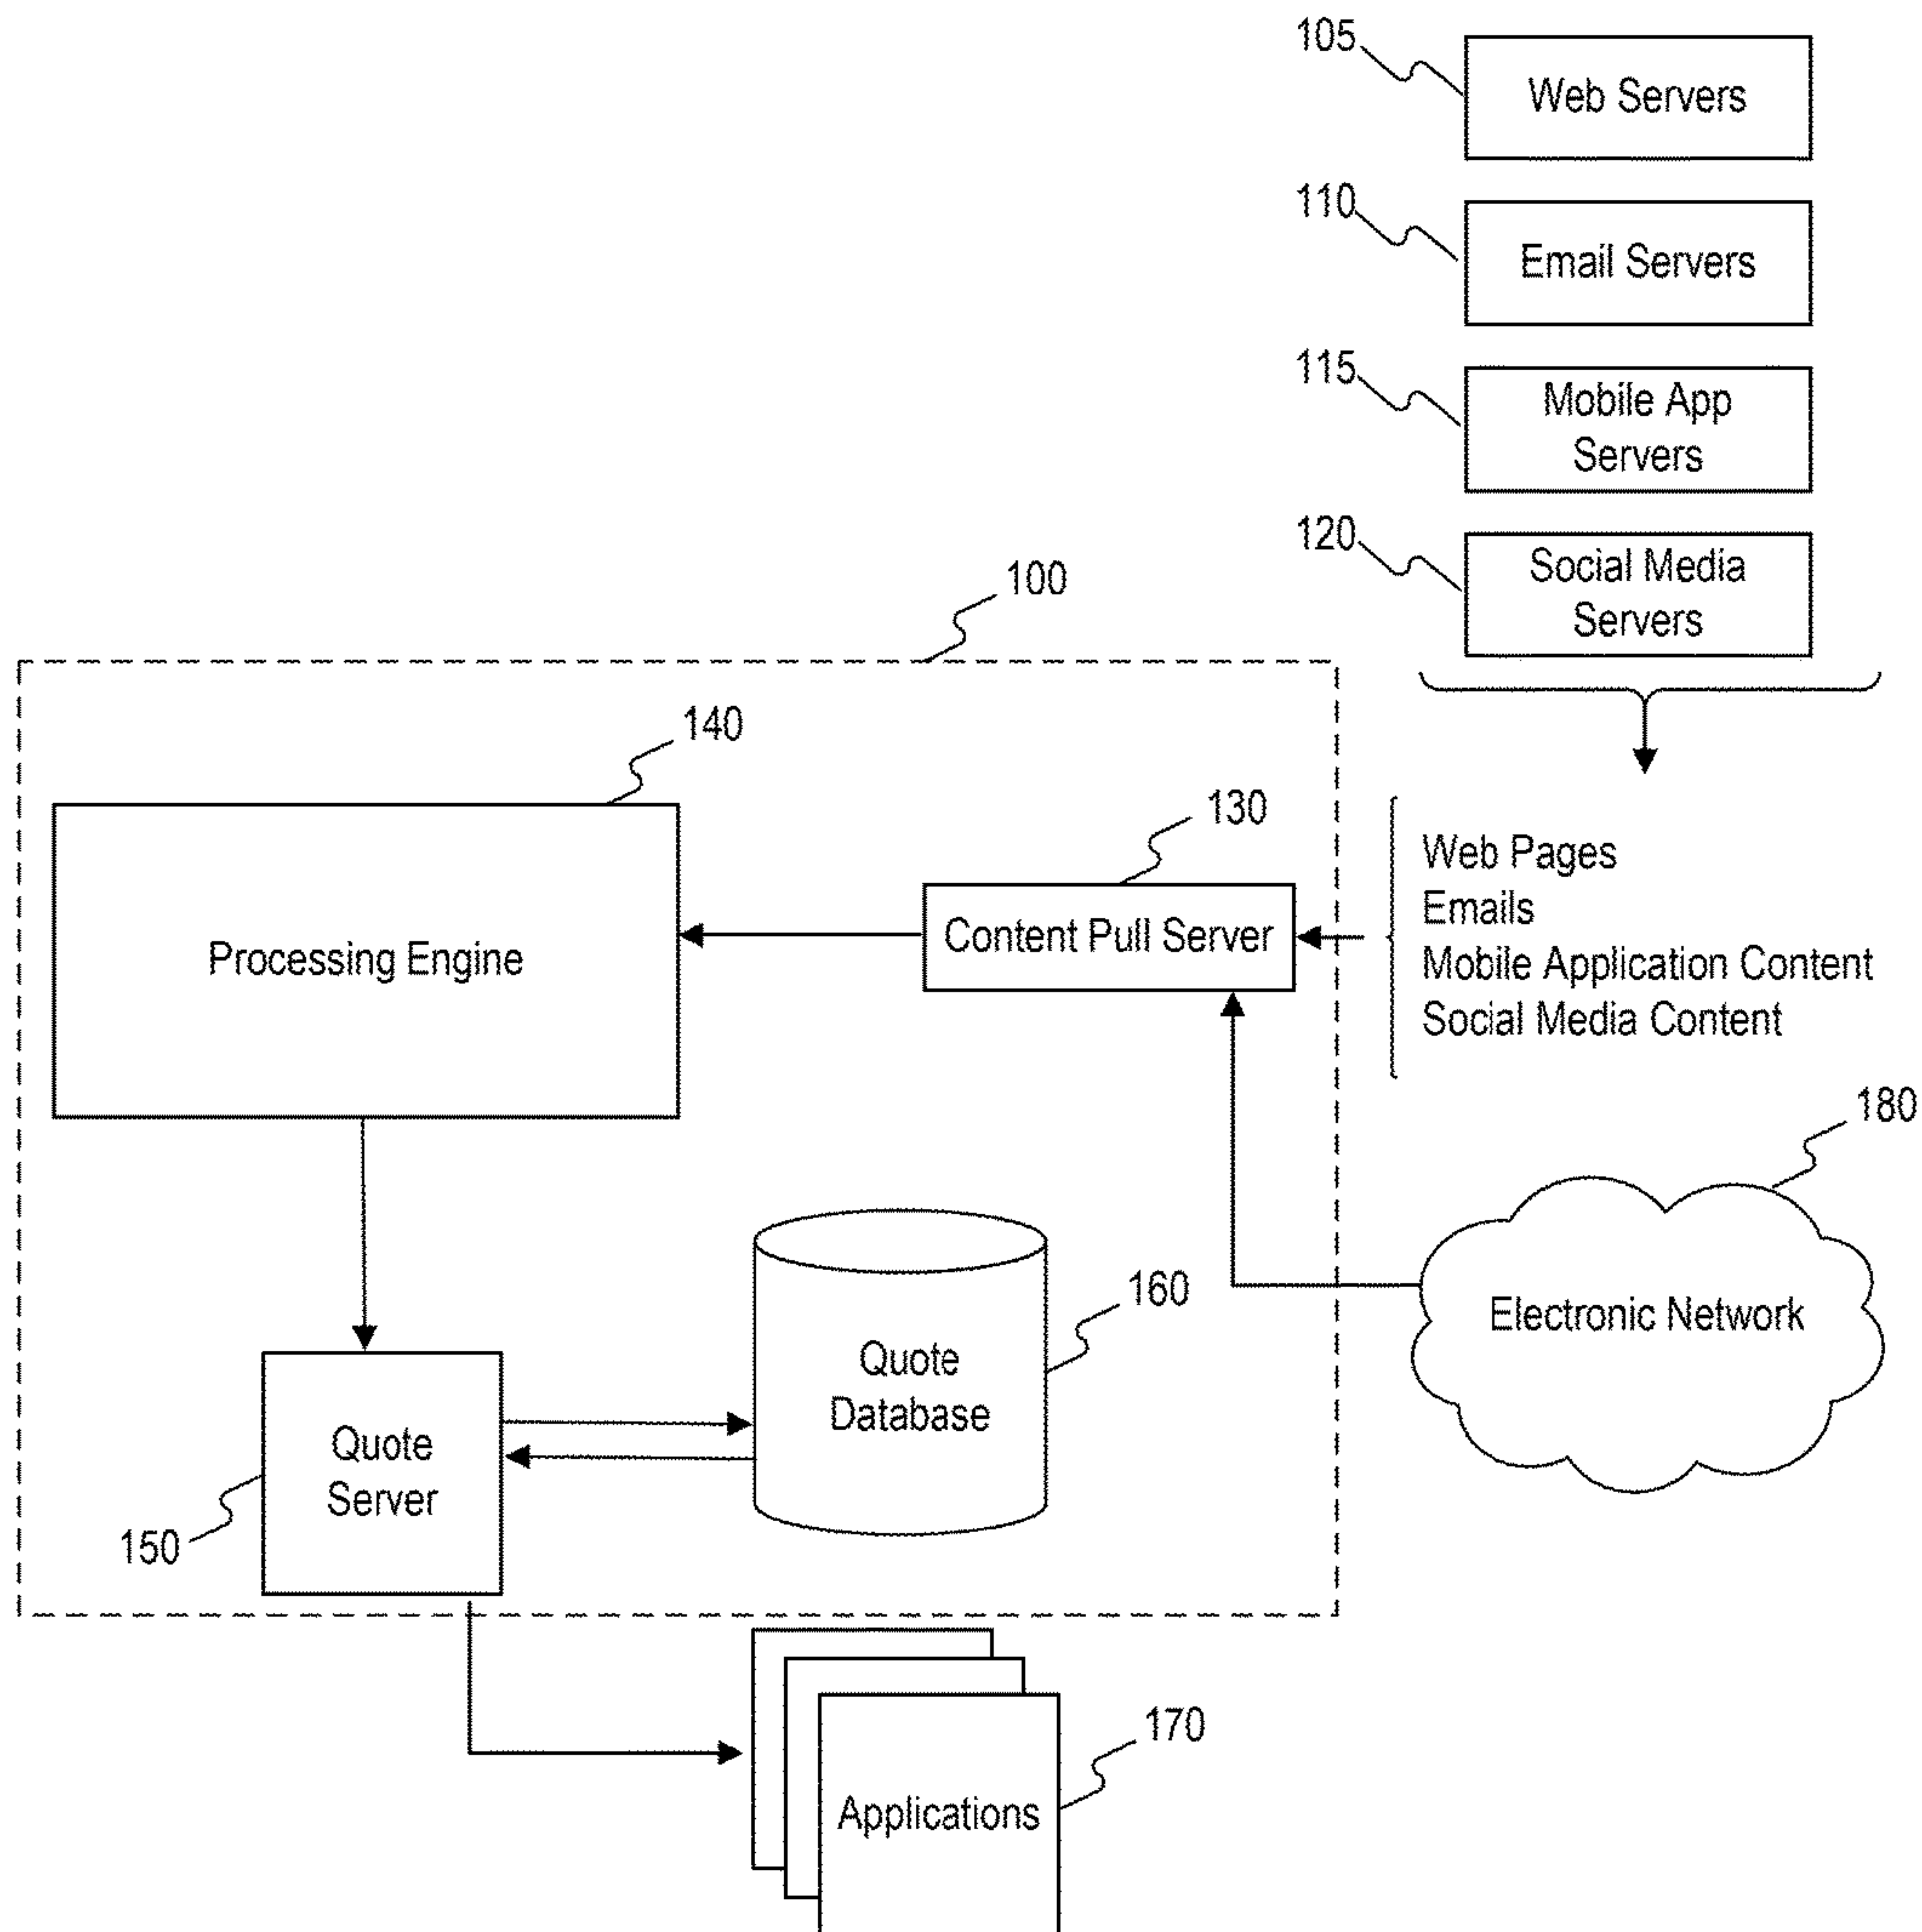 105
Web Servers
110
Email Servers
115
Mobile App
Servers
120
Social Media
Servers
100
140
130
Processing Engine
Content Pull Server
Web Pages
Emails
Mobile Application Content
Social Media Content
180
160
Electronic Network
Quote
Database
Quote
Server
150
170
Applications